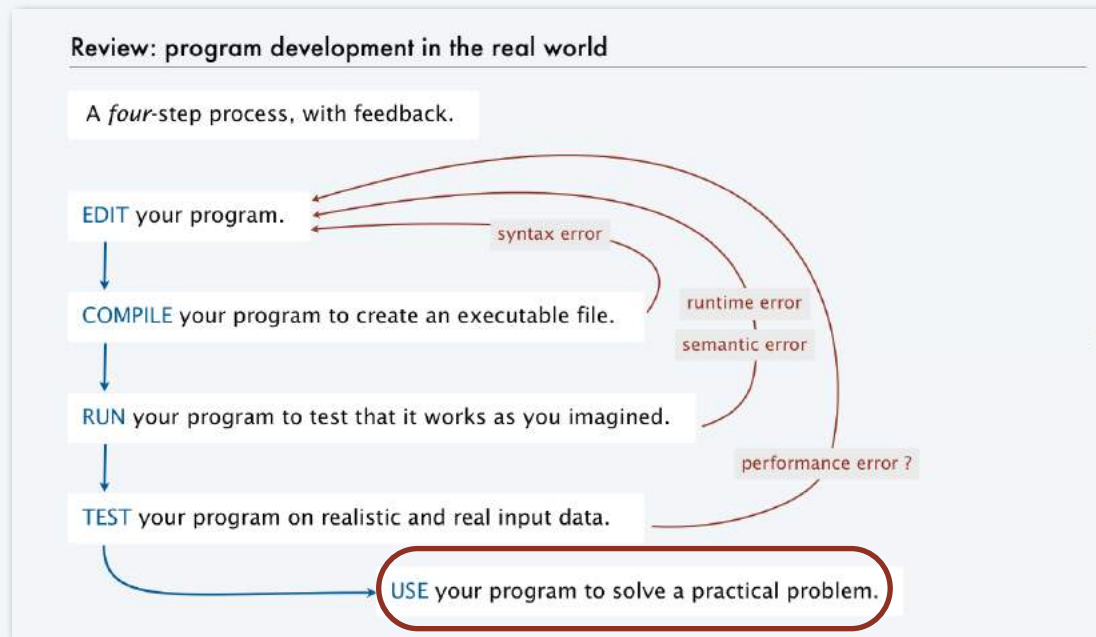 Review: program development in the real world
A four-step process, with feedback.
EDIT your program.
syntax error
COMPILE your program to create an executable file.
runtime error
semantic error
RUN your program to test that it works as you imagined.
performance error ?
TEST your program on realistic and real input data.
USE your program to solve a practical problem.